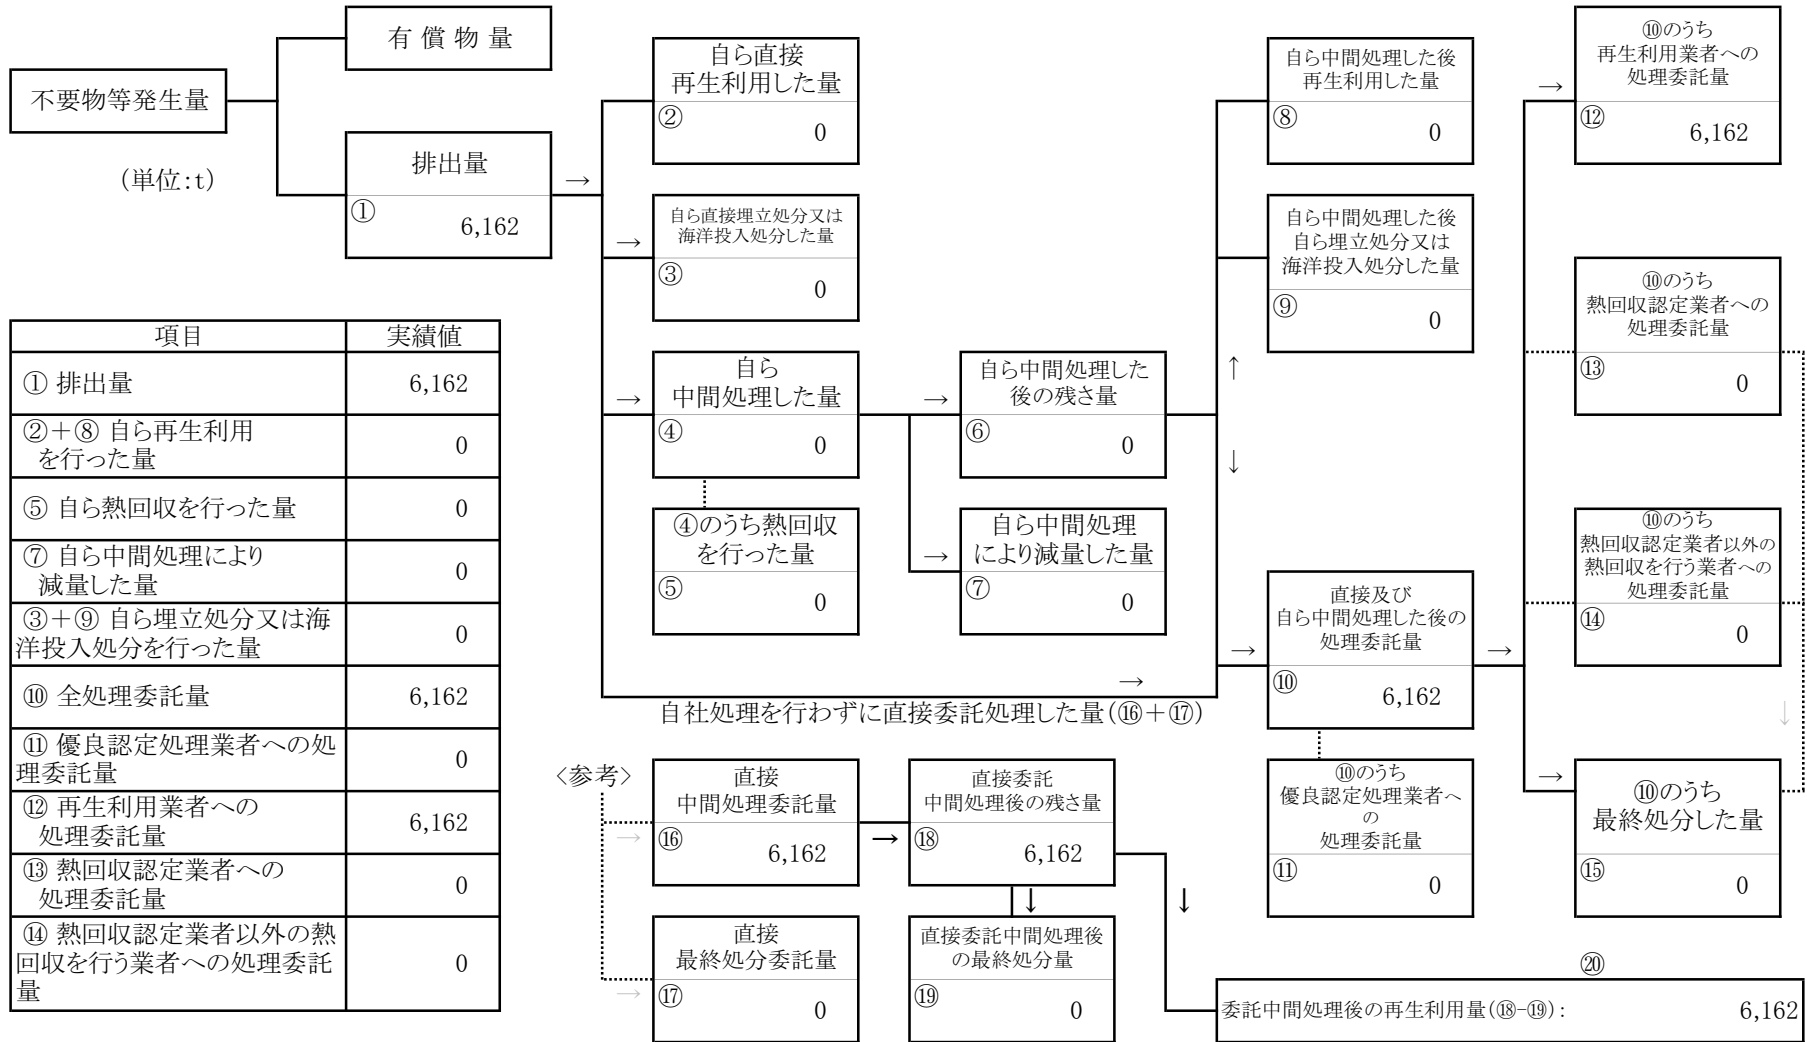 有 償 物 量
不要物等発生量
(単位:t)
排出量
①
6,162
→
自ら直接
再生利用した量
②
0
→
自ら直接埋立処分又は
海洋投入処分した量
③
0
→
自ら
中間処理した量
④
0
④のうち熱回収
を行った量
⑤
0
→
自ら中間処理した
後の残さ量
⑥
0
→
自ら中間処理
により減量した量
⑦
0
↑
↓
自ら中間処理した後
再生利用した量
⑧
0
自ら中間処理した後
自ら埋立処分又は
海洋投入処分した量
⑨
0
→
自社処理を行わずに直接委託処理した量(⑯+⑰)
→
直接及び
自ら中間処理した後の
処理委託量
⑩
6,162
→
⑩のうち
優良認定処理業者へ
の
処理委託量
⑪
0
→
⑩のうち
再生利用業者への
処理委託量
⑫
6,162
⑩のうち
熱回収認定業者への
処理委託量
⑬
0
⑩のうち
熱回収認定業者以外の
熱回収を行う業者への
処理委託量
⑭
0
↓
→
⑩のうち
最終処分した量
⑮
0
項目 実績値
① 排出量 6,162
②+⑧ 自ら再生利用
を行った量 0
⑤ 自ら熱回収を行った量 0
⑦ 自ら中間処理により
減量した量 0
③+⑨ 自ら埋立処分又は海
洋投入処分を行った量 0
⑩ 全処理委託量 6,162
⑪ 優良認定処理業者への処
理委託量 0
⑫ 再生利用業者への
処理委託量 6,162
⑬ 熱回収認定業者への
処理委託量 0
⑭ 熱回収認定業者以外の熱
回収を行う業者への処理委託
量 0
<参考>
→
直接
中間処理委託量
⑯
6,162
→
直接委託
中間処理後の残さ量
⑱
6,162
↓
↓
→
直接
最終処分委託量
⑰
0
直接委託中間処理後
の最終処分量
⑲
0
⑳
委託中間処理後の再生利用量(⑱-⑲): 6,162